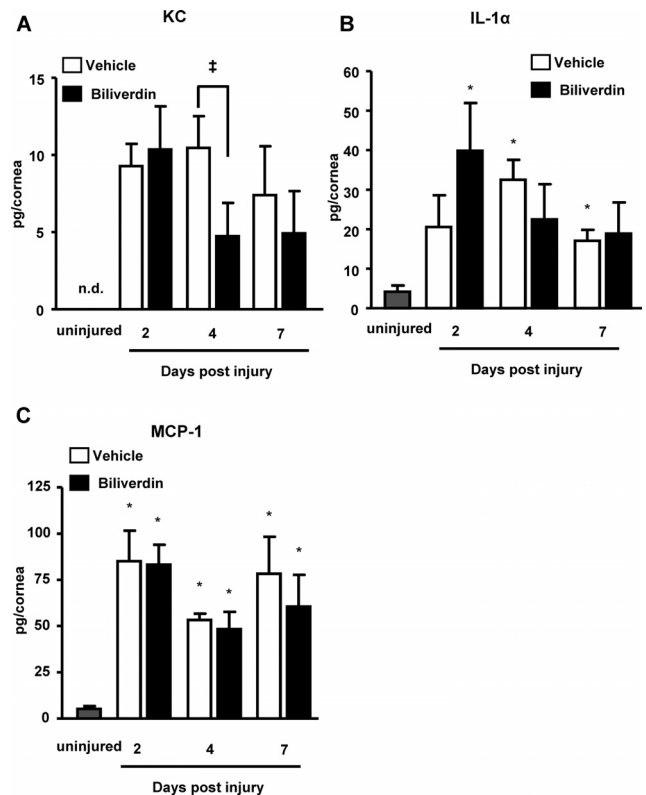 A
KC
Vehicle
Biliverdin
‡
15
10
5
0
pg/cornea
n.d.
uninjured 2 4 7
Days post injury
B
IL-1α
Vehicle
Biliverdin
60
50
40
30
20
10
0
pg/cornea
* * *
uninjured 2 4 7
Days post injury
C
MCP-1
Vehicle
Biliverdin
125
100
75
50
25
0
pg/cornea
* * * * * *
uninjured 2 4 7
Days post injury